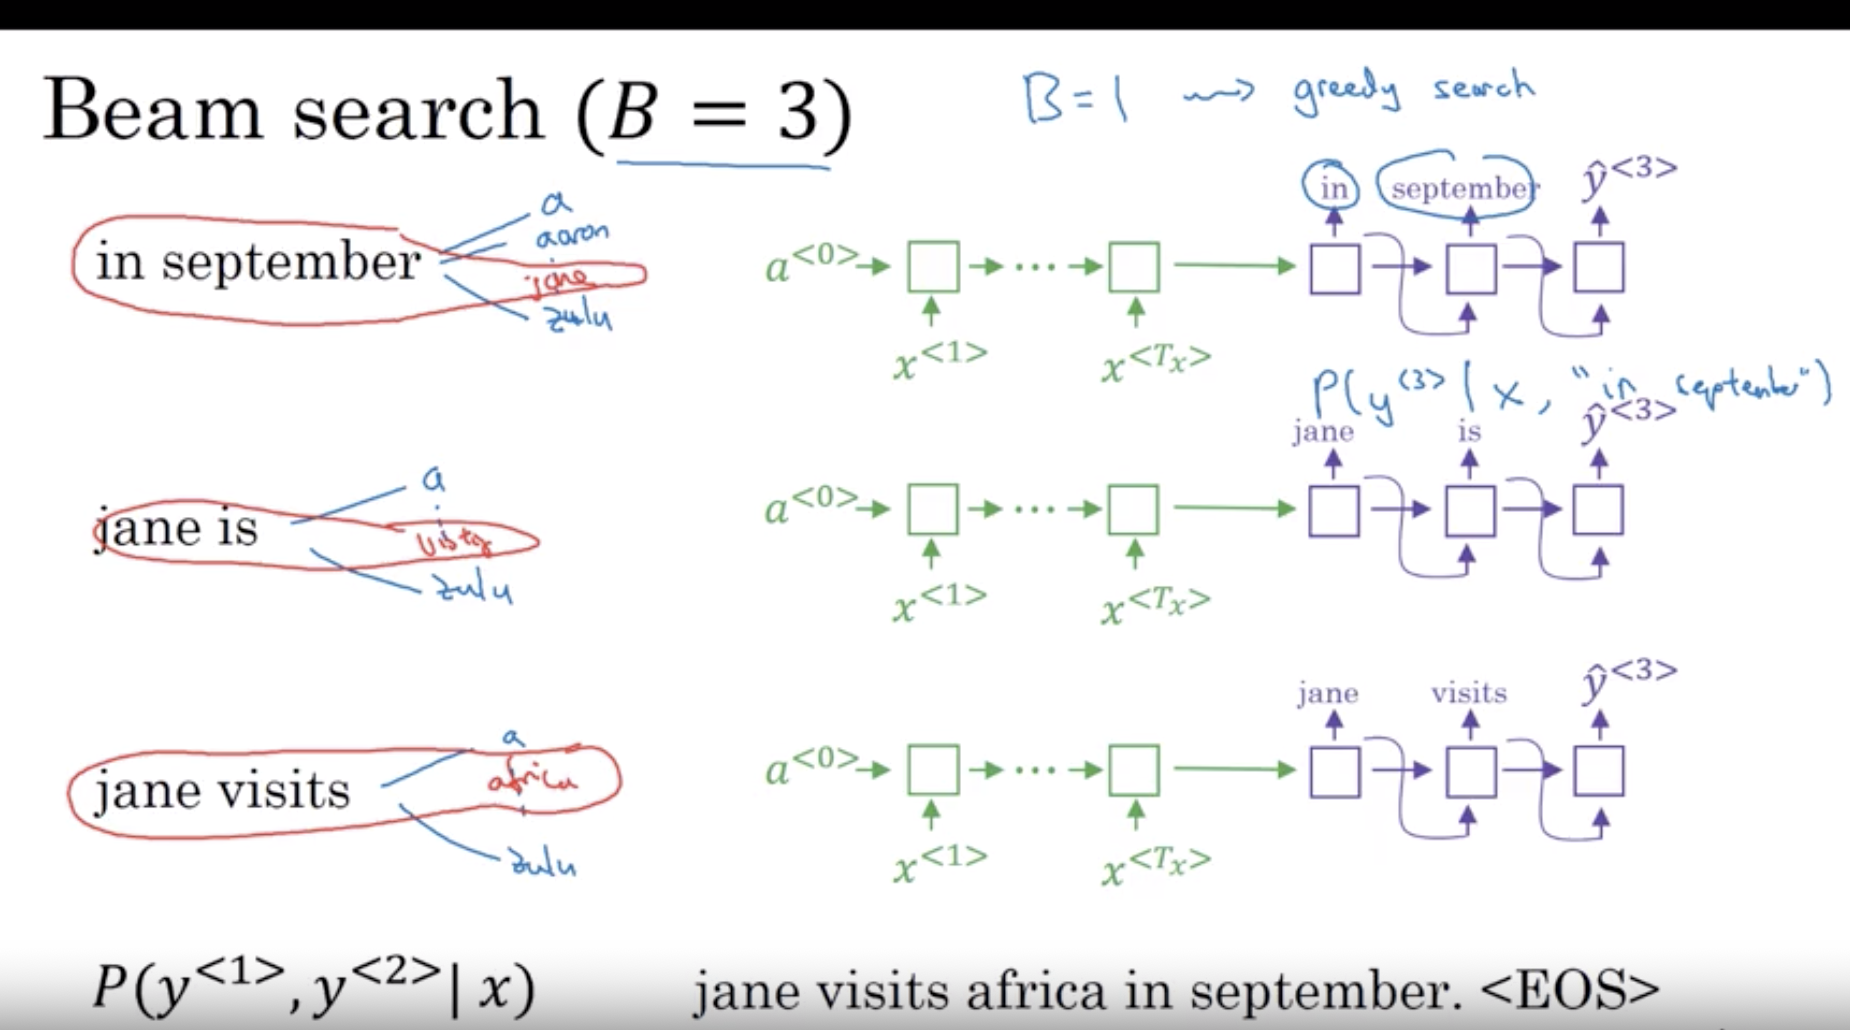 Beam search (B = 3)
B=1 ⟿ greedy search
in september
a
aaron
jane
zulu
a<0>
...
x<1>
x<Tx>
in
september
ŷ<3>
P(y<3> | x, "in september")
jane is
a
zulu
a<0>
...
x<1>
x<Tx>
jane
is
ŷ<3>
jane visits
a
africa
zulu
a<0>
...
x<1>
x<Tx>
jane
visits
ŷ<3>
P(y<1>, y<2>| x)
jane visits africa in september. <EOS>